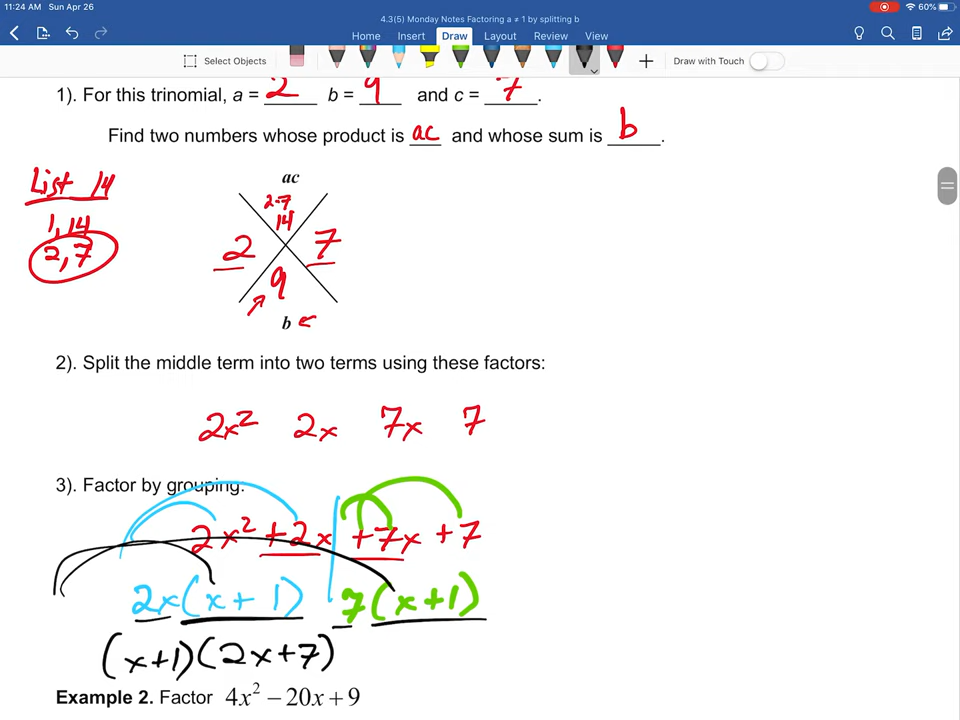 11:24 AM Sun Apr 26
60%
4.3(5) Monday Notes Factoring a ≠ 1 by splitting b
Home Insert Draw Layout Review View
Select Objects
Draw with Touch
1). For this trinomial, a = 2 b = 9 and c = 7.
Find two numbers whose product is ac and whose sum is b.
List 14
1, 14
2, 7
ac
2·7
14
2 7
9
b
2). Split the middle term into two terms using these factors:
2x² 2x 7x 7
3). Factor by grouping:
2x² + 2x + 7x + 7
2x(x + 1) 7(x+1)
(x+1)(2x+7)
Example 2. Factor 4x² − 20x + 9